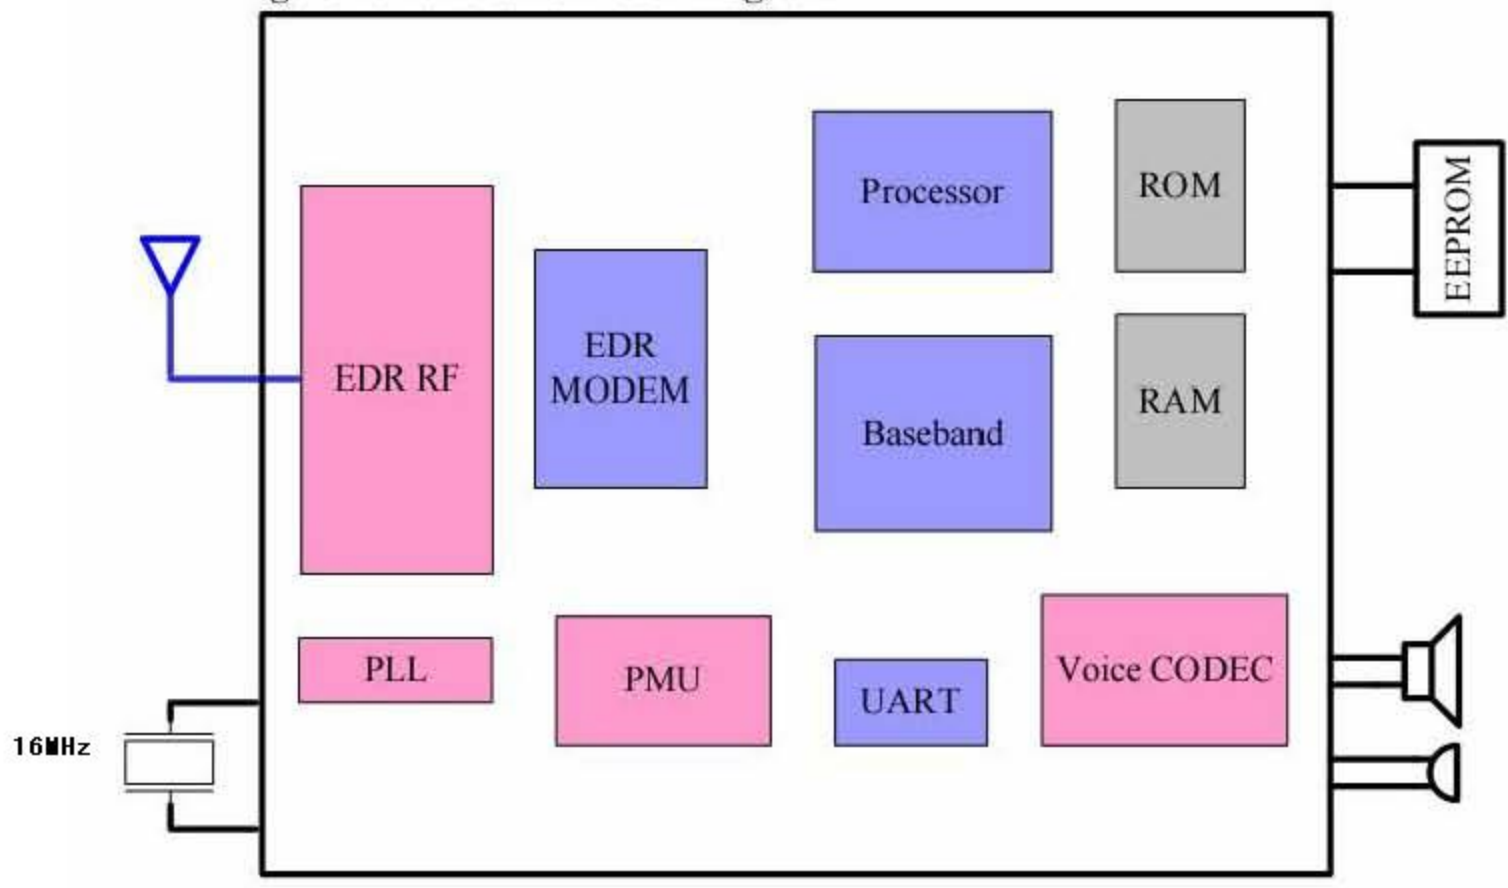 Processor
ROM
EEPROM
EDR RF
EDR
MODEM
Baseband
RAM
PLL
PMU
UART
Voice CODEC
16MHz